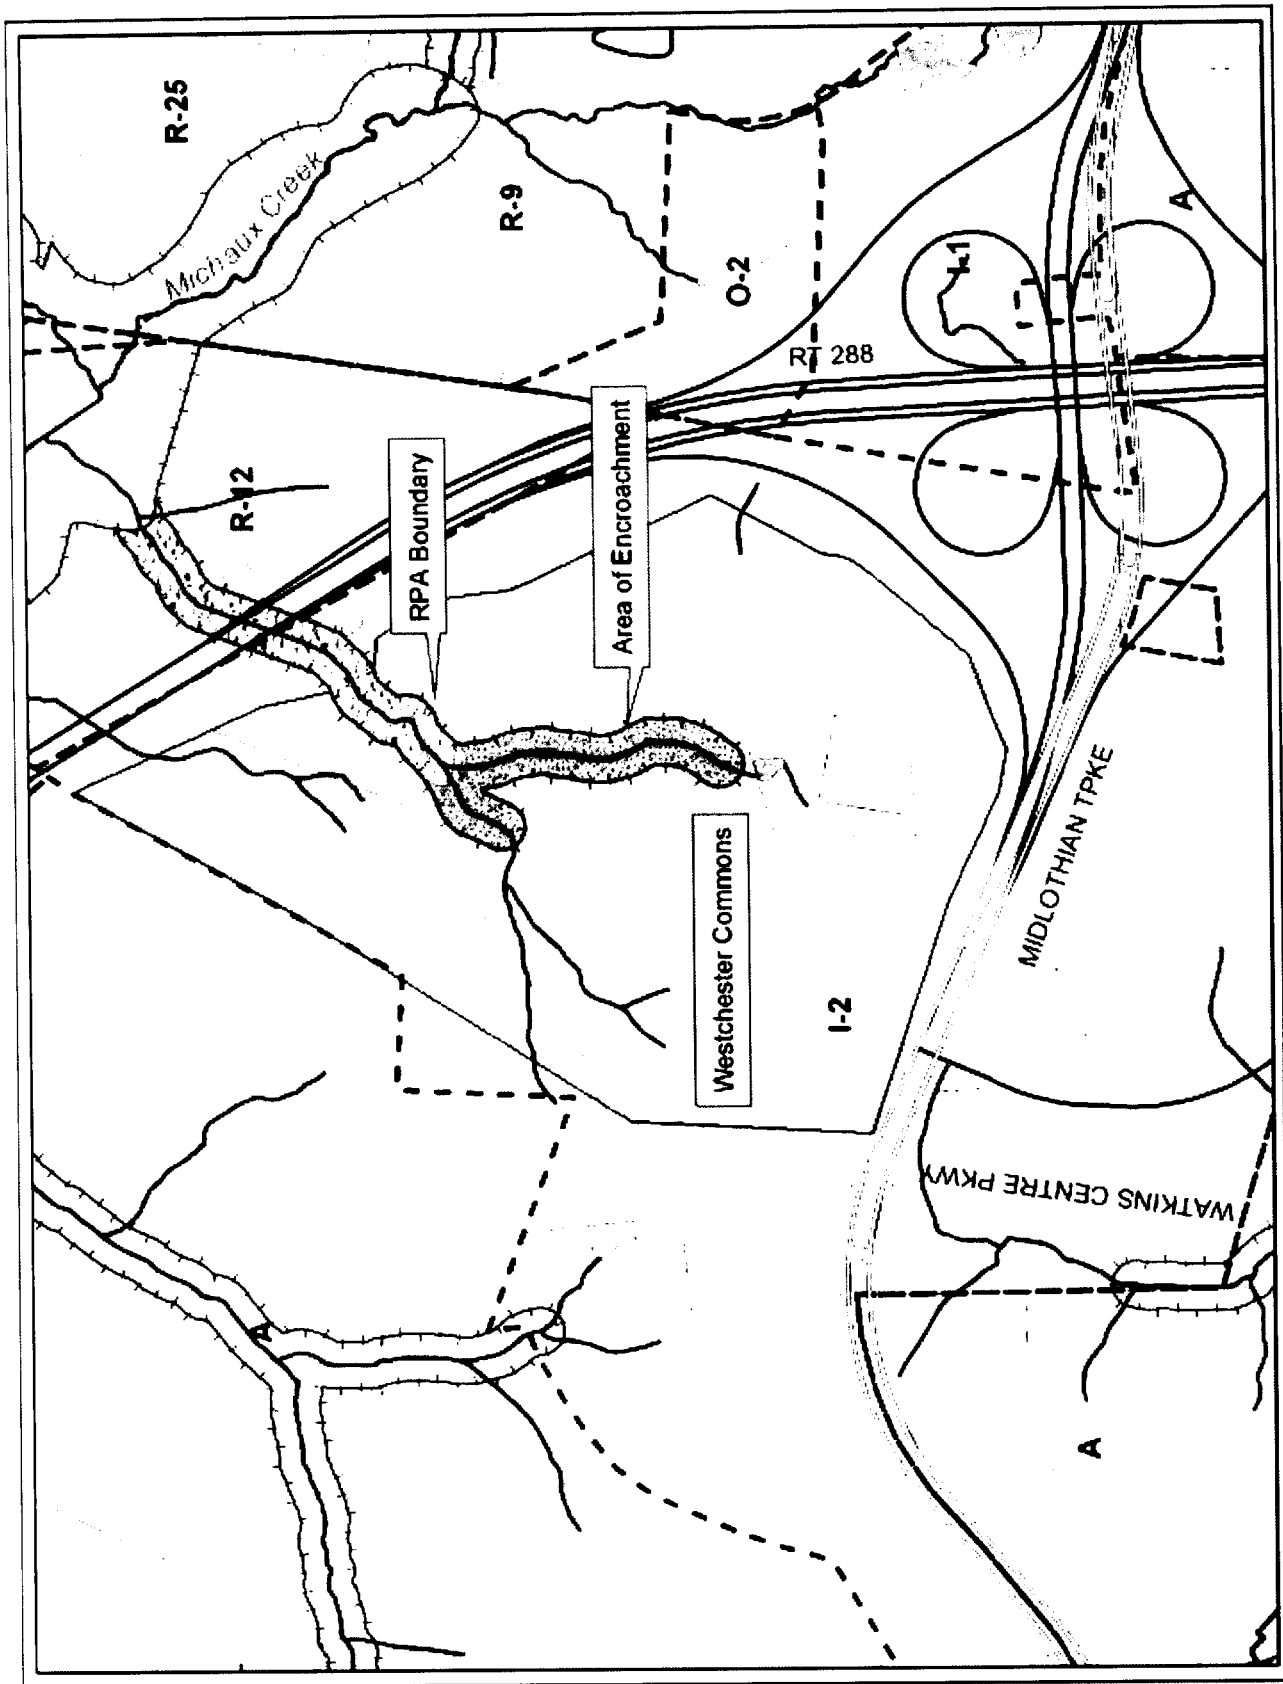 R-25
Michaux Creek
R-9
O-2
I-1
A
RT 288
R-12
RPA Boundary
Area of Encroachment
Westchester Commons
I-2
MIDLOTHIAN TPKE
WATKINS CENTRE PKWY
A
A